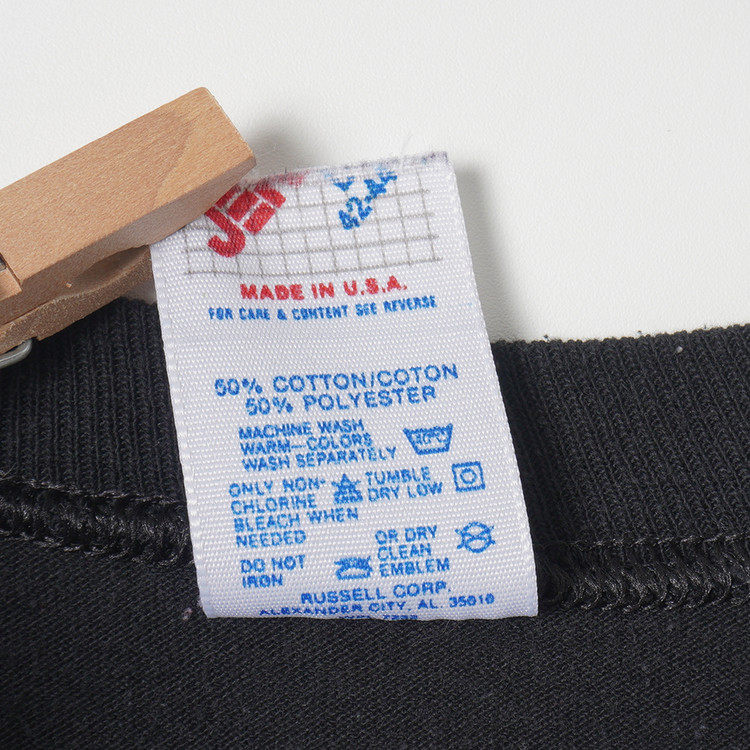 MADE IN U.S.A.
FOR CARE & CONTENT SEE REVERSE
50% COTTON/COTON
50% POLYESTER
MACHINE WASH
WARM—COLORS
WASH SEPARATELY
ONLY NON-
CHLORINE
BLEACH WHEN
NEEDED
TUMBLE
DRY LOW
DO NOT
IRON
OR DRY
CLEAN
EMBLEM
RUSSELL CORP.
ALEXANDER CITY, AL. 35010